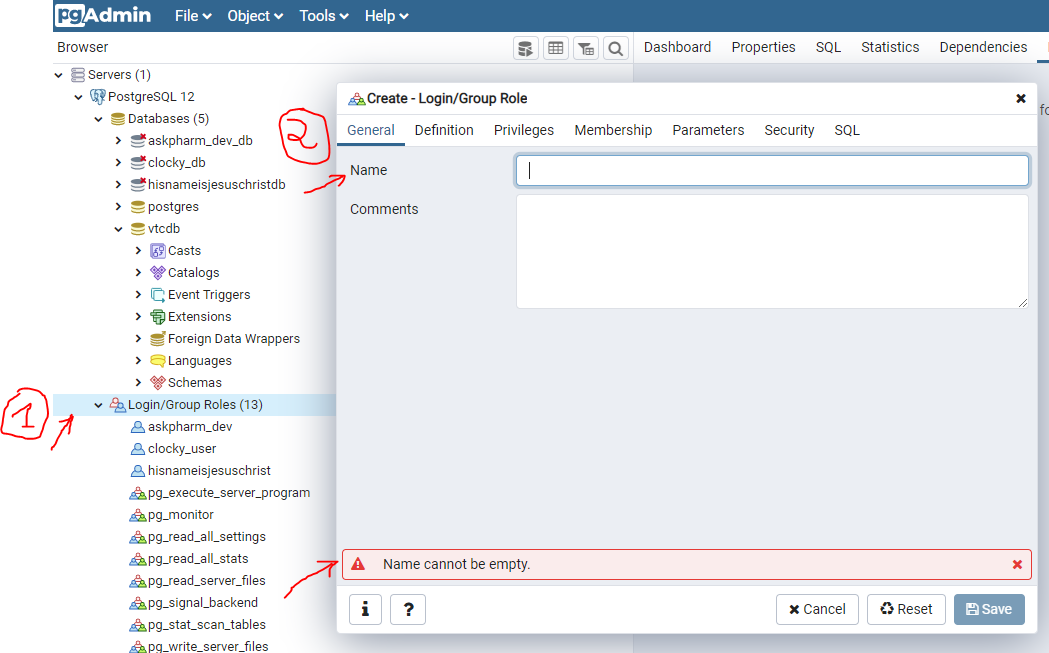 pgAdmin File Object Tools Help
Browser
Dashboard Properties SQL Statistics Dependencies
Servers (1)
PostgreSQL 12
Databases (5)
askpharm_dev_db
clocky_db
hisnameisjesuschristdb
postgres
vtcdb
Casts
Catalogs
Event Triggers
Extensions
Foreign Data Wrappers
Languages
Schemas
1
Login/Group Roles (13)
askpharm_dev
clocky_user
hisnameisjesuschrist
pg_execute_server_program
pg_monitor
pg_read_all_settings
pg_read_all_stats
pg_read_server_files
pg_signal_backend
pg_stat_scan_tables
pg_write_server_files
2
Create - Login/Group Role
fo
General Definition Privileges Membership Parameters Security SQL
Name
Comments
Name cannot be empty.
i ? Cancel Reset Save